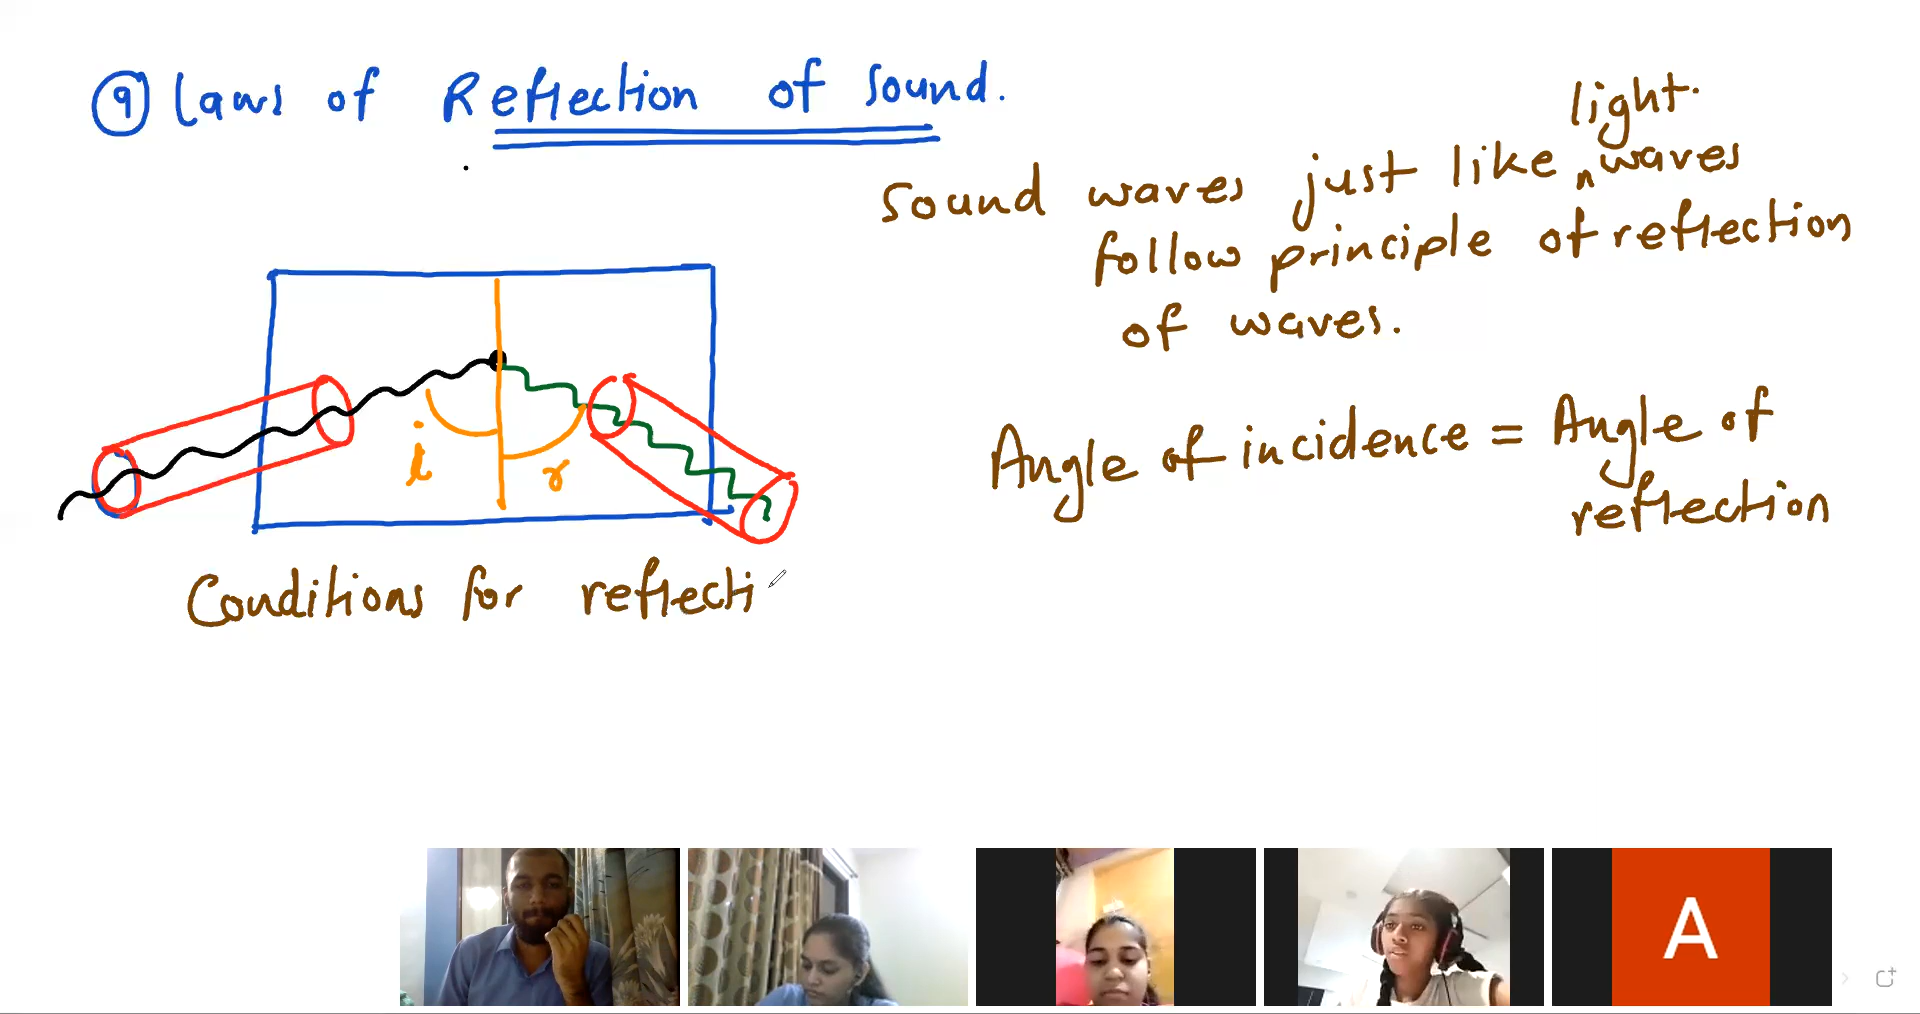 9 Laws of Reflection of sound.
light.
sound waves just like ^ waves
follow principle of reflection
of waves.
i
r
Angle of incidence = Angle of
reflection
Conditions for reflecti
A